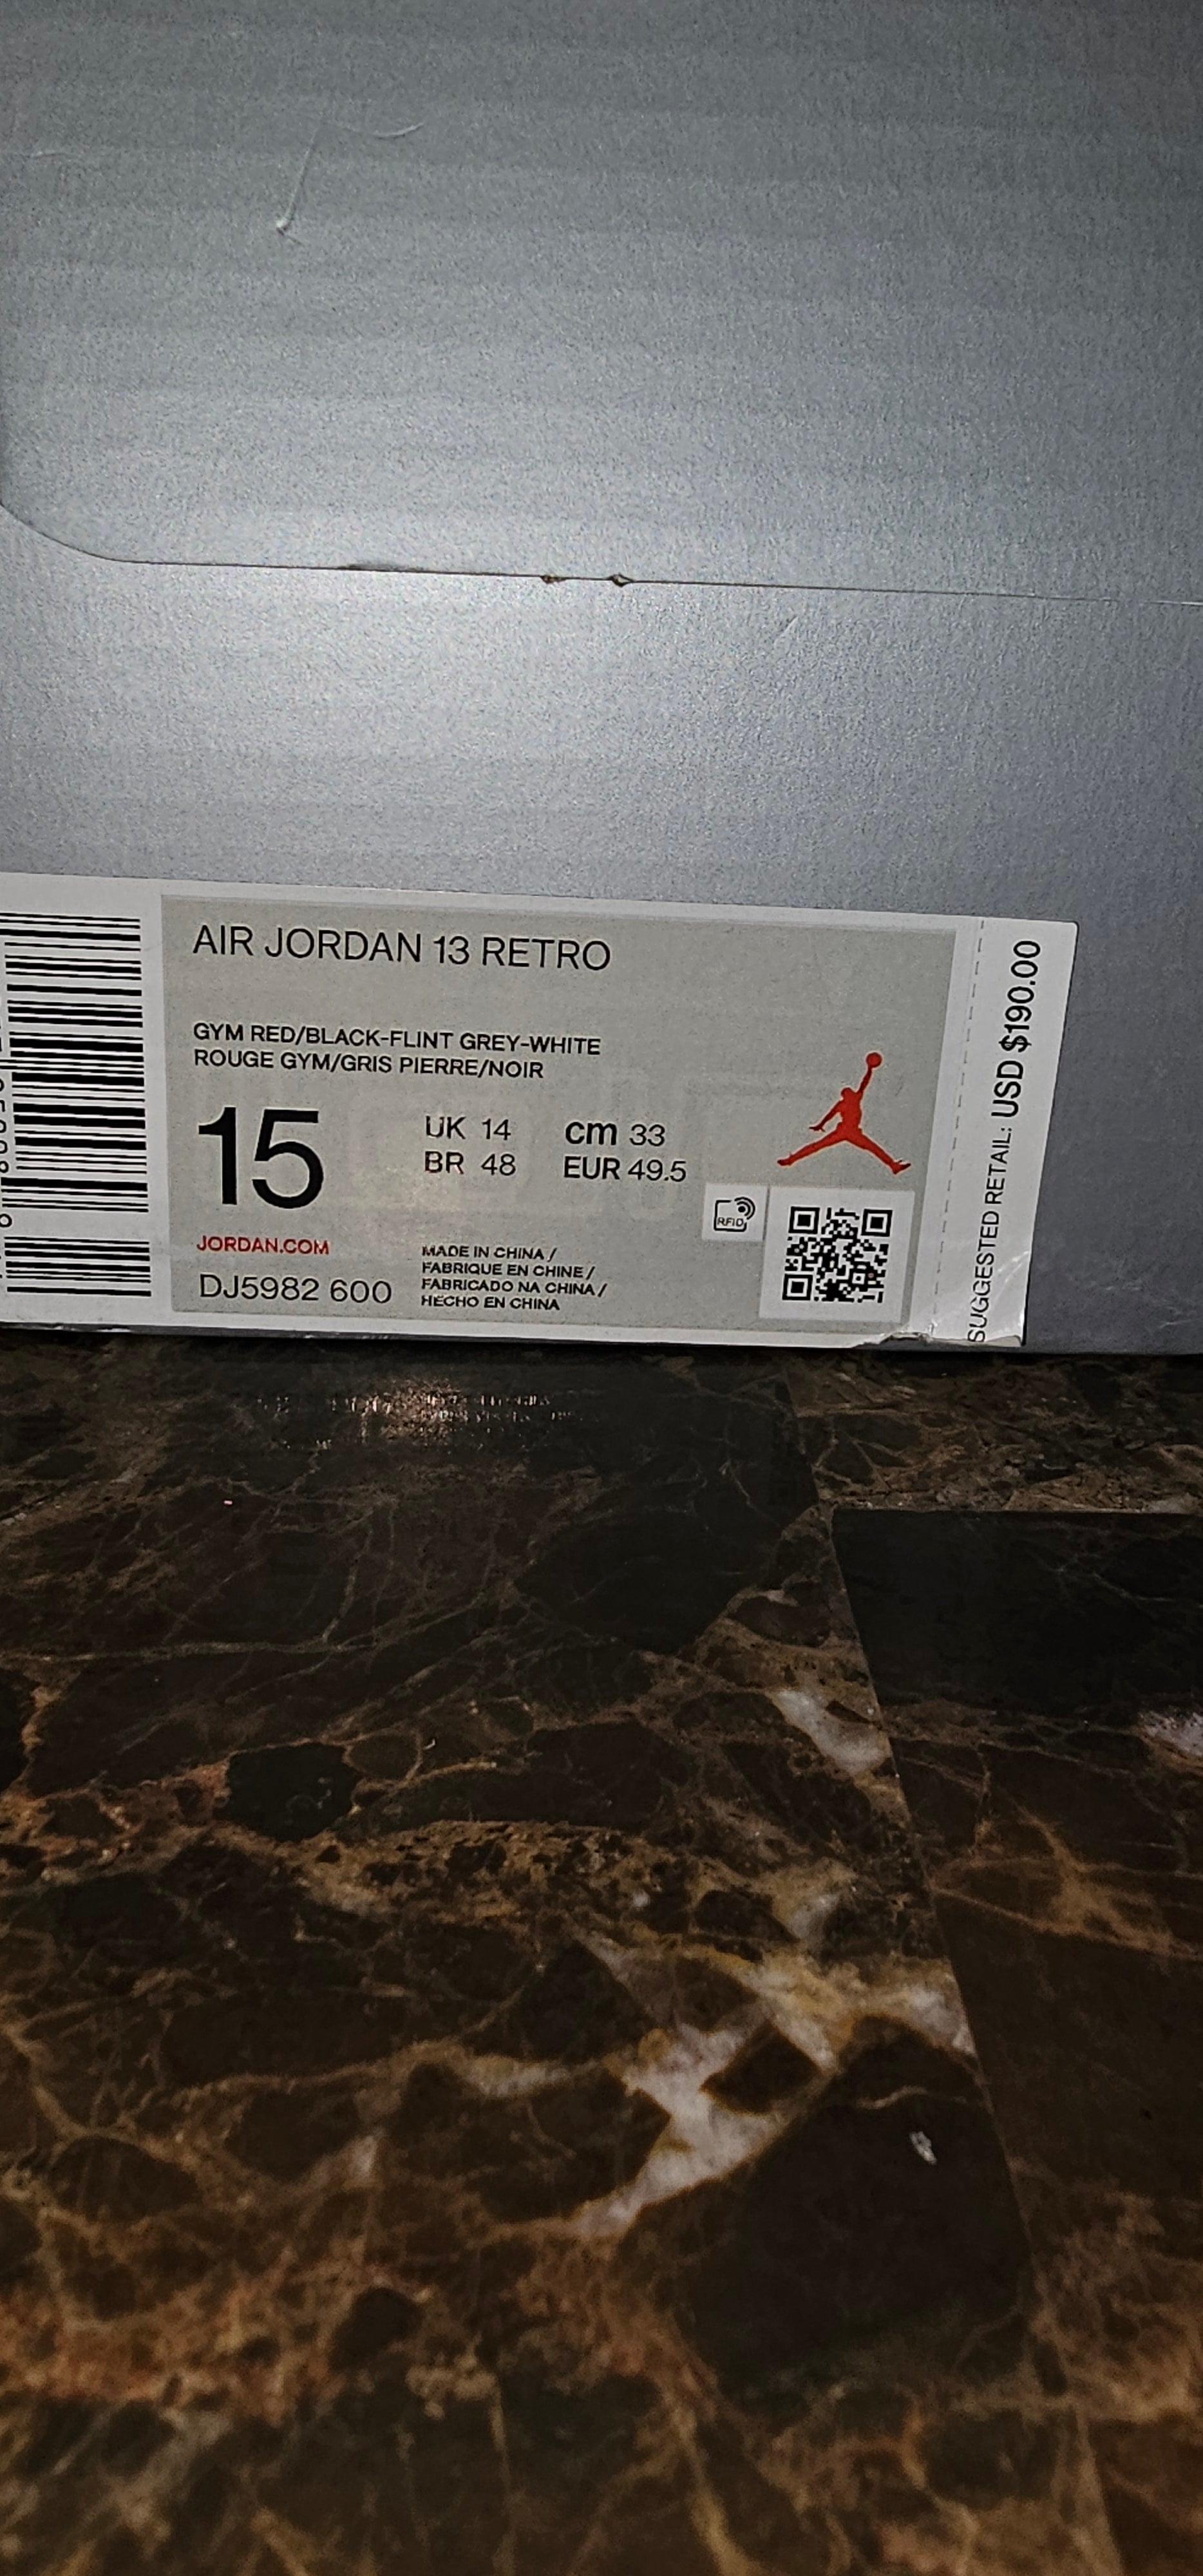 AIR JORDAN 13 RETRO
GYM RED/BLACK-FLINT GREY-WHITE
ROUGE GYM/GRIS PIERRE/NOIR
15
UK 14
cm 33
BR 48
EUR 49.5
RFID
JORDAN.COM
DJ5982 600
MADE IN CHINA /
FABRIQUE EN CHINE /
FABRICADO NA CHINA /
HECHO EN CHINA
SUGGESTED RETAIL: USD $190.00